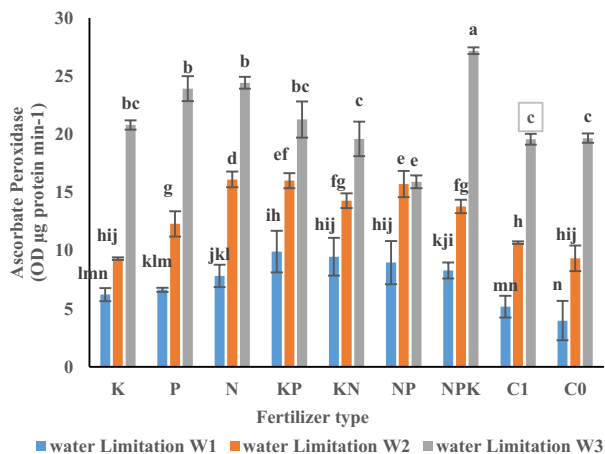 Ascorbate Peroxidase
(OD µg protein min-1)
30
25
20
15
10
5
0
lmn hij bc
klm g b
jkl d b
ih ef bc
hij fg c
hij e e
kji fg a
mn h c
n hij c
K P N KP KN NP NPK C1 C0
Fertilizer type
water Limitation W1 water Limitation W2 water Limitation W3